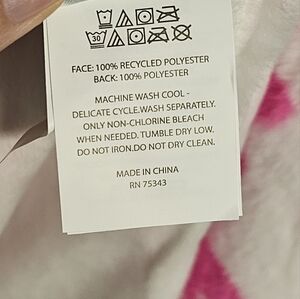 30
FACE: 100% RECYCLED POLYESTER
BACK: 100% POLYESTER
MACHINE WASH COOL -
DELICATE CYCLE.WASH SEPARATELY.
ONLY NON-CHLORINE BLEACH
WHEN NEEDED. TUMBLE DRY LOW.
DO NOT IRON.DO NOT DRY CLEAN.
MADE IN CHINA
RN 75343